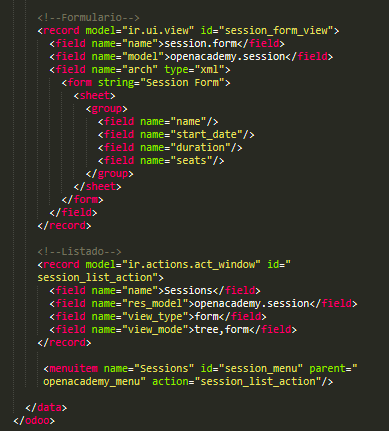 <!--Formulario-->
<record model="ir.ui.view" id="session_form_view">
<field name="name">session.form</field>
<field name="model">openacademy.session</field>
<field name="arch" type="xml">
<form string="Session Form">
<sheet>
<group>
<field name="name"/>
<field name="start_date"/>
<field name="duration"/>
<field name="seats"/>
</group>
</sheet>
</form>
</field>
</record>
<!--Listado-->
<record model="ir.actions.act_window" id="
session_list_action">
<field name="name">Sessions</field>
<field name="res_model">openacademy.session</field>
<field name="view_type">form</field>
<field name="view_mode">tree,form</field>
</record>
<menuitem name="Sessions" id="session_menu" parent="
openacademy_menu" action="session_list_action"/>
</data>
</odoo>